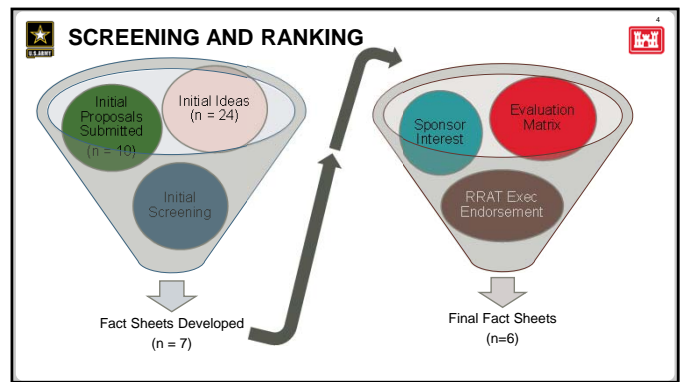 4
U.S.ARMY
SCREENING AND RANKING
Initial
Proposals
Submitted
(n = 10)
Initial Ideas
(n = 24)
Initial
Screening
Fact Sheets Developed
(n = 7)
Sponsor
Interest
Evaluation
Matrix
RRAT Exec
Endorsement
Final Fact Sheets
(n=6)